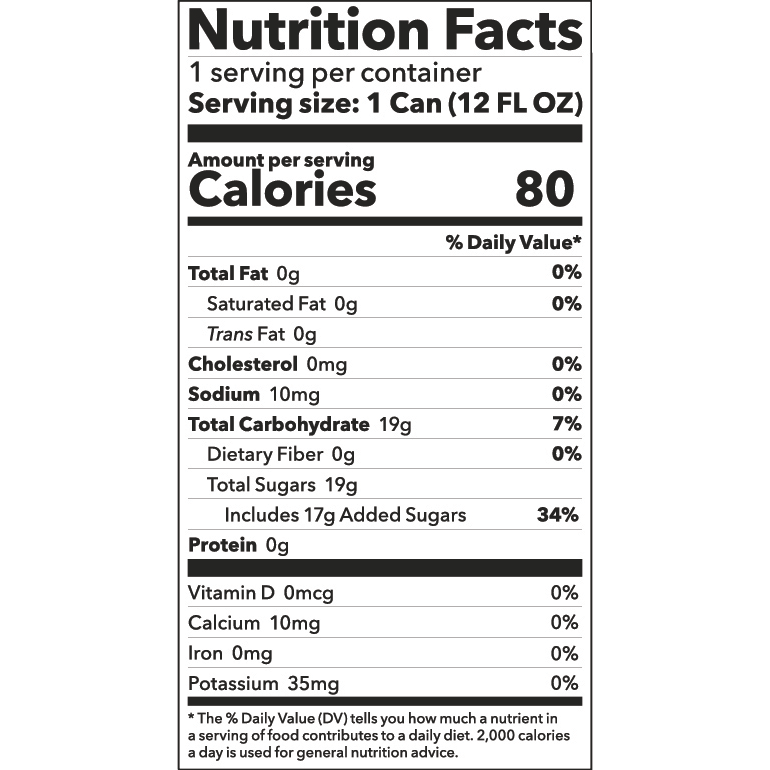 Nutrition Facts
1 serving per container
Serving size: 1 Can (12 FL OZ)
Amount per serving
Calories 80
% Daily Value*
Total Fat 0g 0%
Saturated Fat 0g 0%
Trans Fat 0g
Cholesterol 0mg 0%
Sodium 10mg 0%
Total Carbohydrate 19g 7%
Dietary Fiber 0g 0%
Total Sugars 19g
Includes 17g Added Sugars 34%
Protein 0g
Vitamin D 0mcg 0%
Calcium 10mg 0%
Iron 0mg 0%
Potassium 35mg 0%
* The % Daily Value (DV) tells you how much a nutrient in
a serving of food contributes to a daily diet. 2,000 calories
a day is used for general nutrition advice.